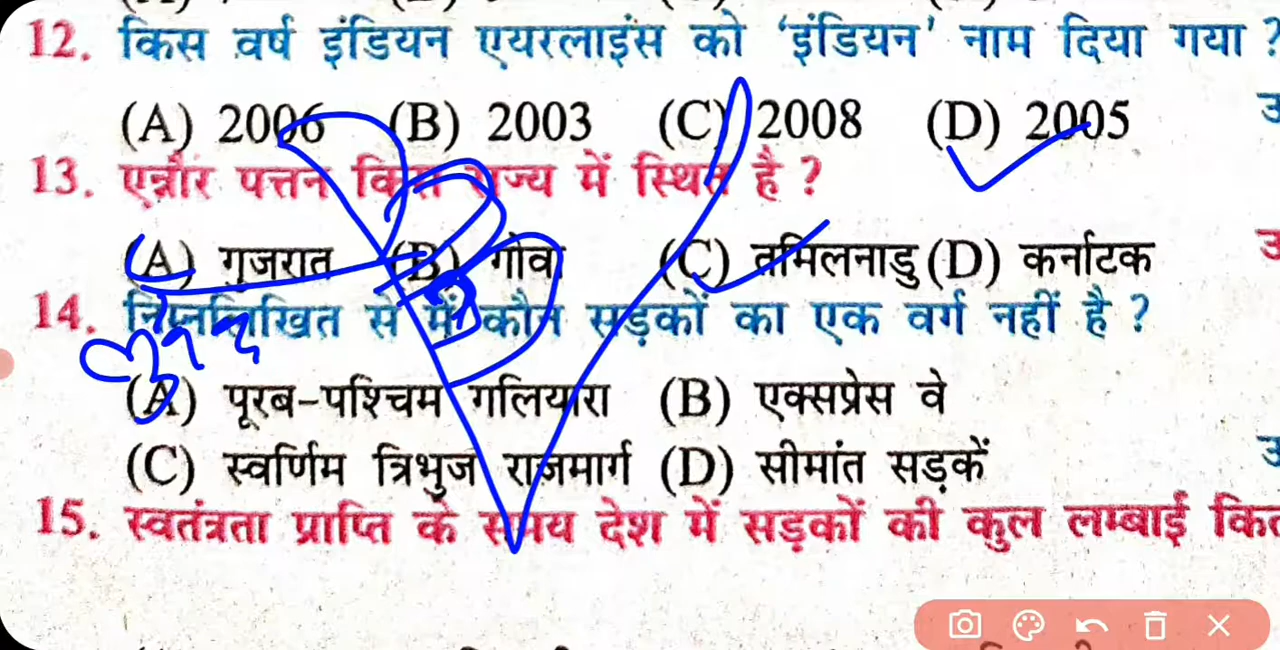 12. किस वर्ष इंडियन एयरलाइंस को 'इंडियन' नाम दिया गया ?
(A) 2006 (B) 2003 (C) 2008 (D) 2005
13. एन्नौर पत्तन किस राज्य में स्थित है ?
(A) गुजरात (B) गोवा (C) तमिलनाडु (D) कर्नाटक
14. निम्नलिखित से में कौन सड़कों का एक वर्ग नहीं है ?
(A) पूरब-पश्चिम गलियारा (B) एक्सप्रेस वे
(C) स्वर्णिम त्रिभुज राजमार्ग (D) सीमांत सड़कें
15. स्वतंत्रता प्राप्ति के समय देश में सड़कों की कुल लम्बाई